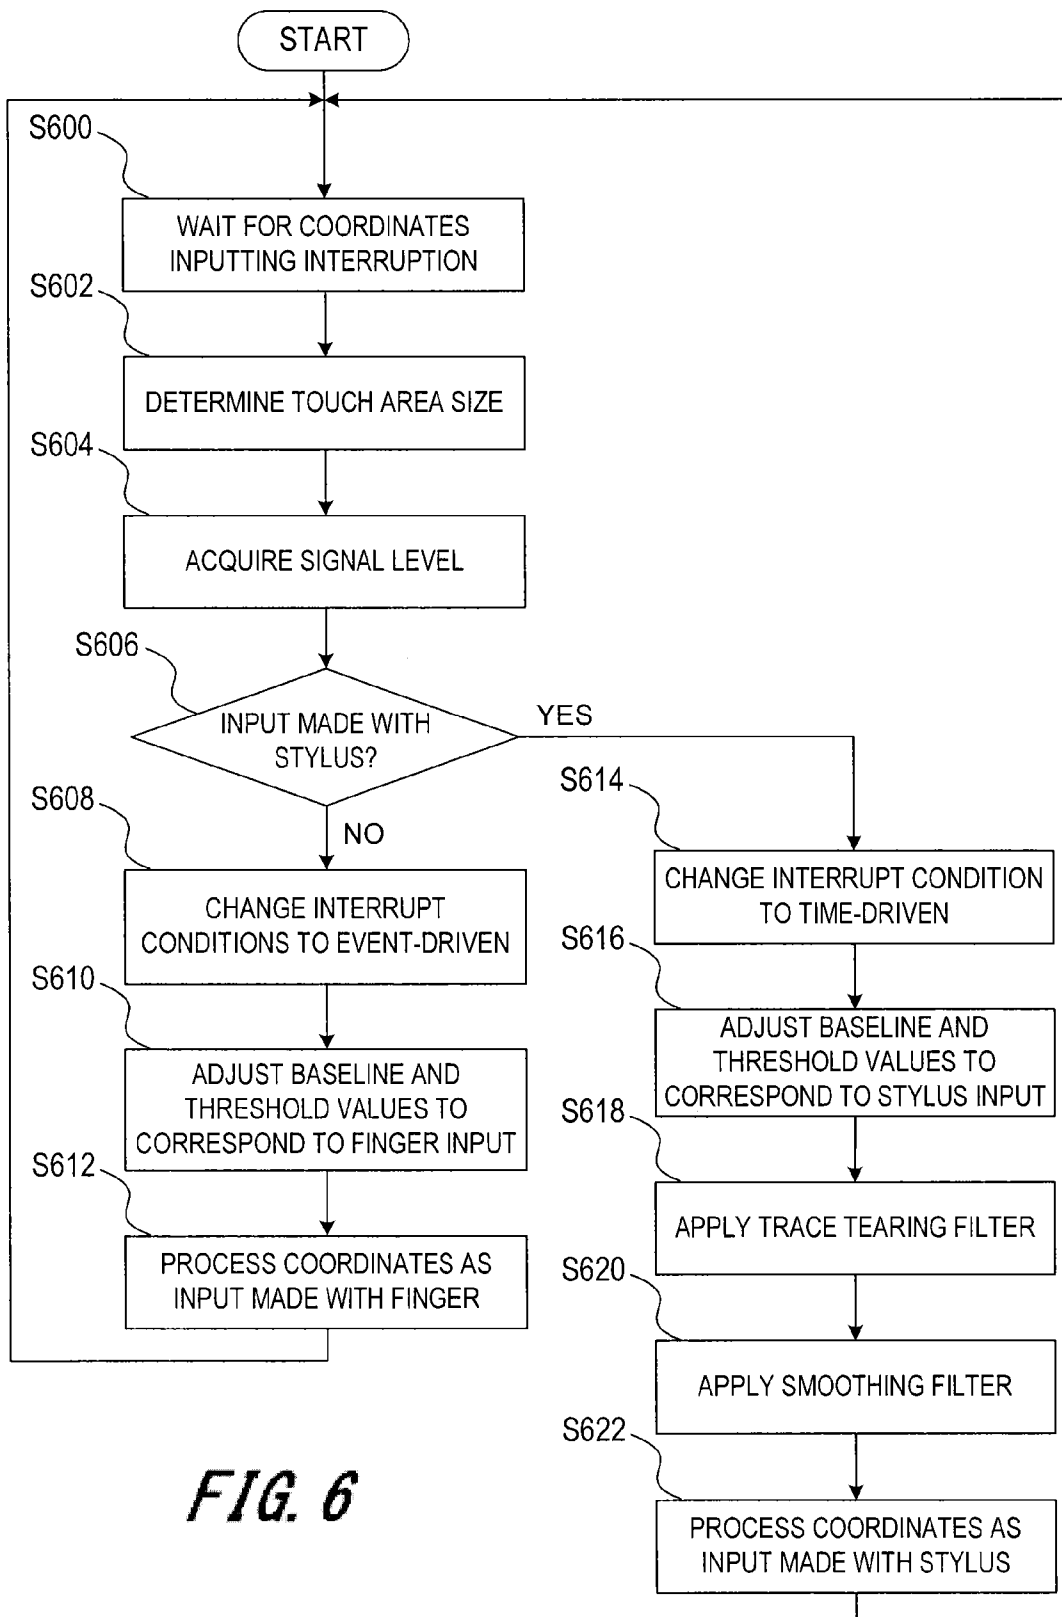 START
S600
WAIT FOR COORDINATES
INPUTTING INTERRUPTION
S602
DETERMINE TOUCH AREA SIZE
S604
ACQUIRE SIGNAL LEVEL
S606
INPUT MADE WITH
STYLUS?
YES
NO
S608
CHANGE INTERRUPT
CONDITIONS TO EVENT-DRIVEN
S610
ADJUST BASELINE AND
THRESHOLD VALUES TO
CORRESPOND TO FINGER INPUT
S612
PROCESS COORDINATES AS
INPUT MADE WITH FINGER
S614
CHANGE INTERRUPT CONDITION
TO TIME-DRIVEN
S616
ADJUST BASELINE AND
THRESHOLD VALUES TO
CORRESPOND TO STYLUS INPUT
S618
APPLY TRACE TEARING FILTER
S620
APPLY SMOOTHING FILTER
S622
PROCESS COORDINATES AS
INPUT MADE WITH STYLUS
FIG. 6